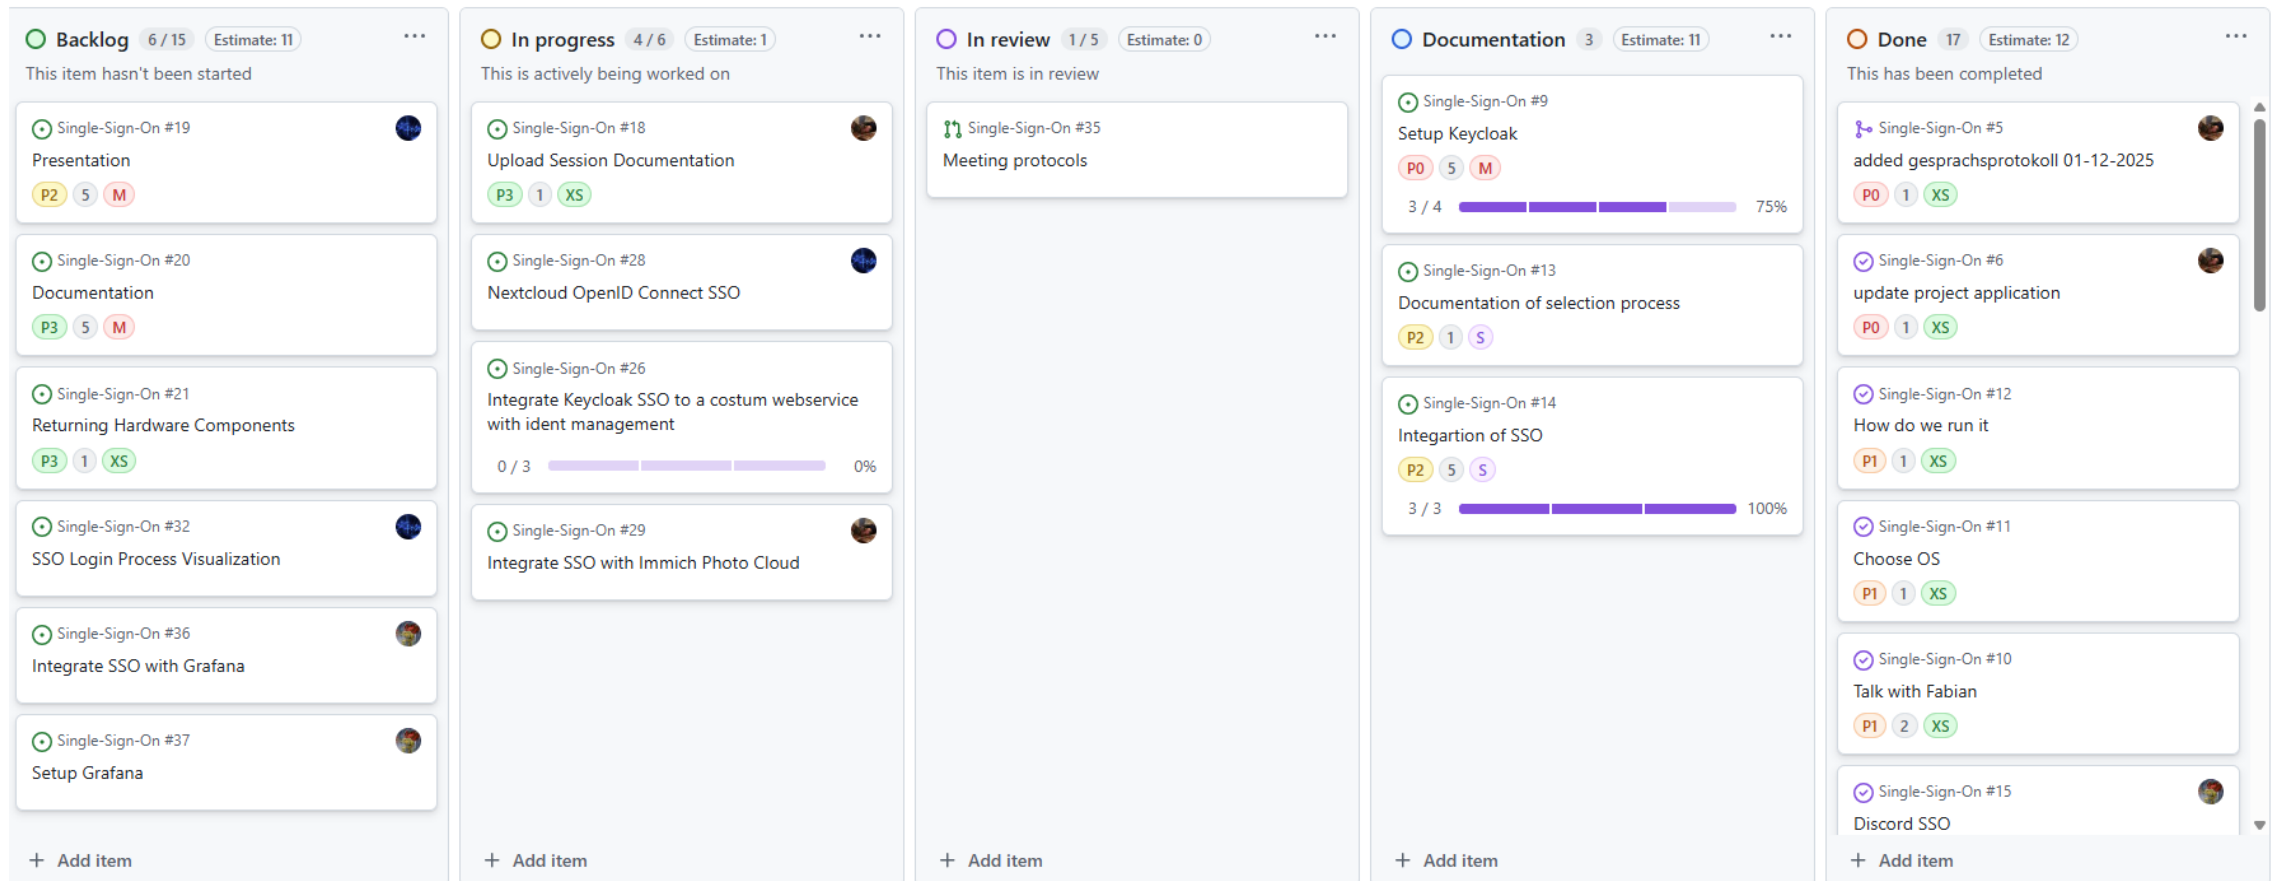 Backlog 6 / 15 Estimate: 11 ...
This item hasn't been started
Single-Sign-On #19
Presentation
P2 5 M
Single-Sign-On #20
Documentation
P3 5 M
Single-Sign-On #21
Returning Hardware Components
P3 1 XS
Single-Sign-On #32
SSO Login Process Visualization
Single-Sign-On #36
Integrate SSO with Grafana
Single-Sign-On #37
Setup Grafana
+ Add item
In progress 4 / 6 Estimate: 1 ...
This is actively being worked on
Single-Sign-On #18
Upload Session Documentation
P3 1 XS
Single-Sign-On #28
Nextcloud OpenID Connect SSO
Single-Sign-On #26
Integrate Keycloak SSO to a costum webservice
with ident management
0 / 3 0%
Single-Sign-On #29
Integrate SSO with Immich Photo Cloud
+ Add item
In review 1 / 5 Estimate: 0 ...
This item is in review
Single-Sign-On #35
Meeting protocols
+ Add item
Documentation 3 Estimate: 11 ...
Single-Sign-On #9
Setup Keycloak
P0 5 M
3 / 4 75%
Single-Sign-On #13
Documentation of selection process
P2 1 S
Single-Sign-On #14
Integartion of SSO
P2 5 S
3 / 3 100%
+ Add item
Done 17 Estimate: 12 ...
This has been completed
Single-Sign-On #5
added gesprachsprotokoll 01-12-2025
P0 1 XS
Single-Sign-On #6
update project application
P0 1 XS
Single-Sign-On #12
How do we run it
P1 1 XS
Single-Sign-On #11
Choose OS
P1 1 XS
Single-Sign-On #10
Talk with Fabian
P1 2 XS
Single-Sign-On #15
Discord SSO
+ Add item